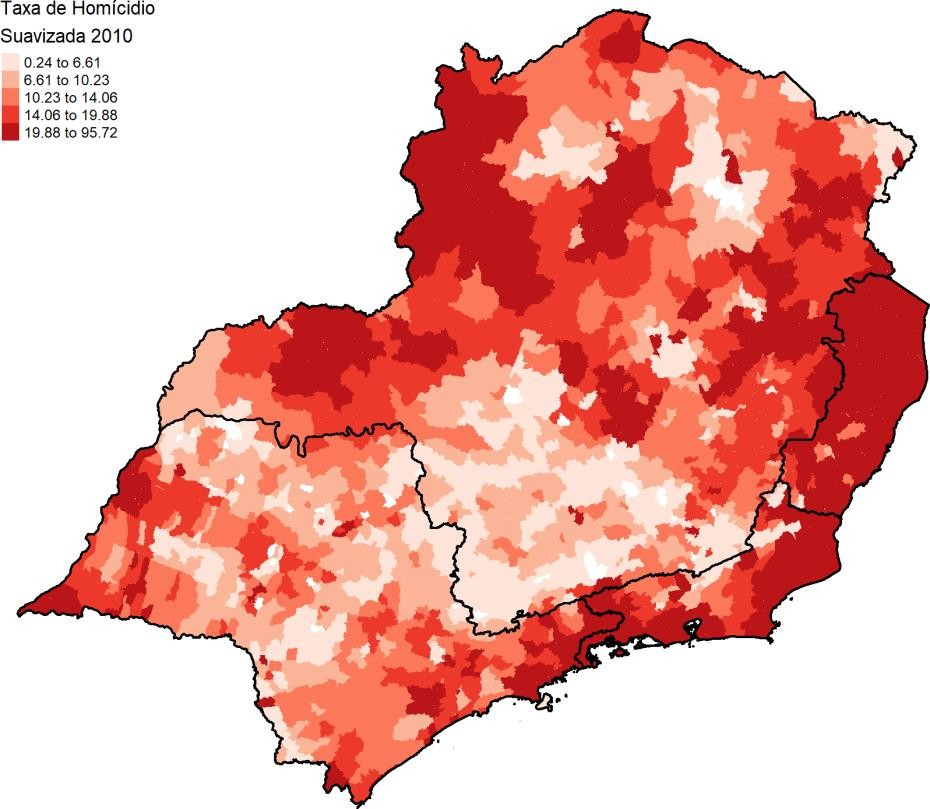 Taxa de Homícidio
Suavizada 2010
0.24 to 6.61
6.61 to 10.23
10.23 to 14.06
14.06 to 19.88
19.88 to 95.72